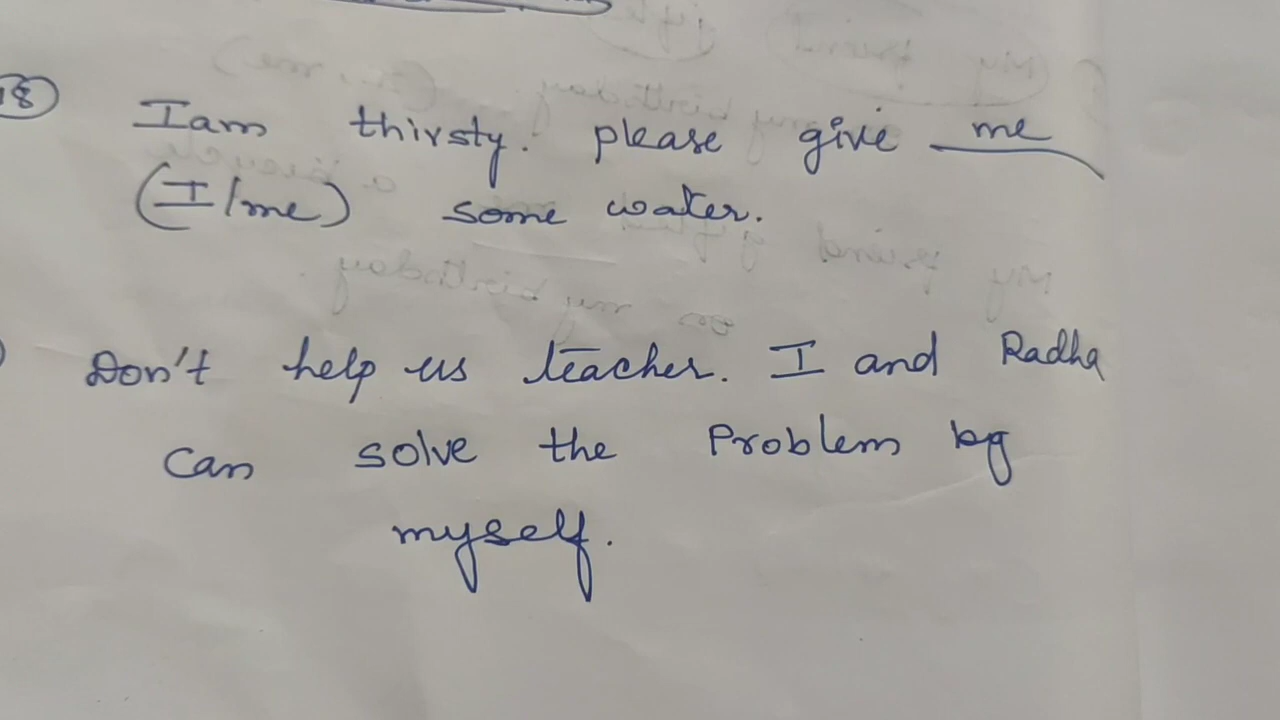 18 Iam thirsty. please give me
(I/me) some water.
Don't help us teacher. I and Radha
can solve the Problem by
myself.